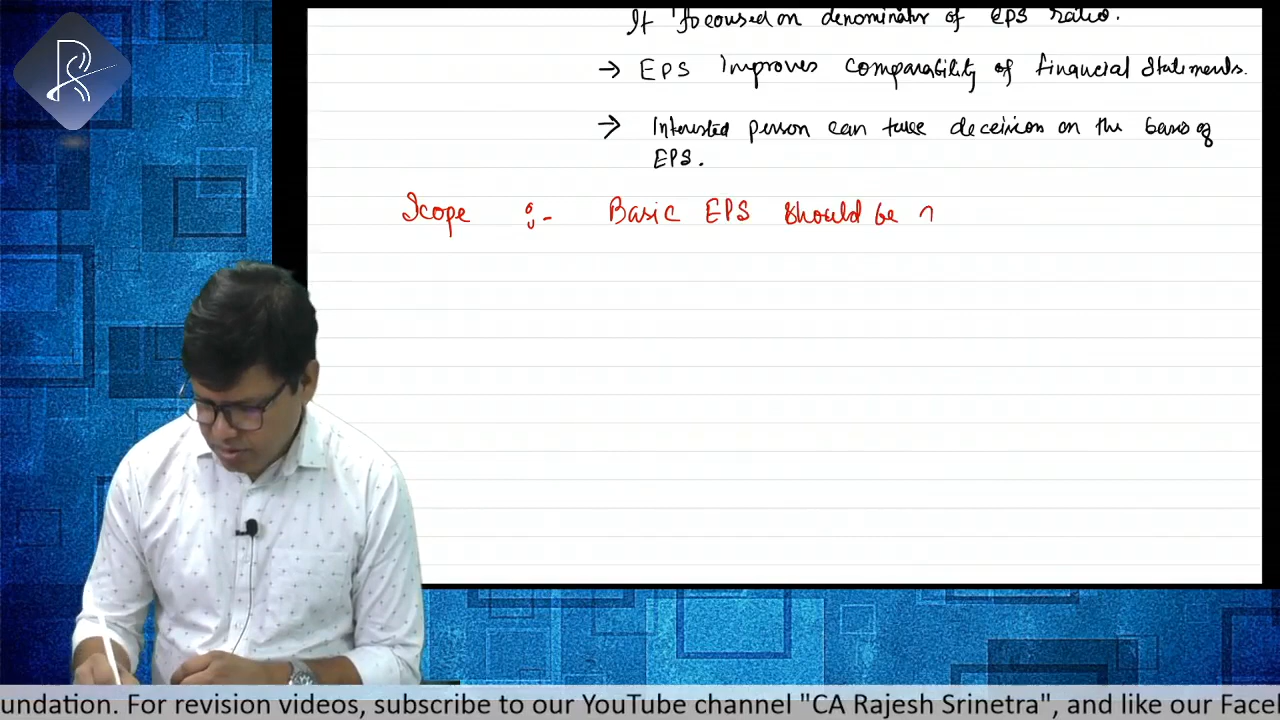 It focoused on denominator of EPS ratio.
→ EPS improves comparability of financial statements.
→ Interested person can take deceision on the basis of
EPS.
Scope :- Basic EPS should be
undation. For revision videos, subscribe to our YouTube channel "CA Rajesh Srinetra", and like our Facel